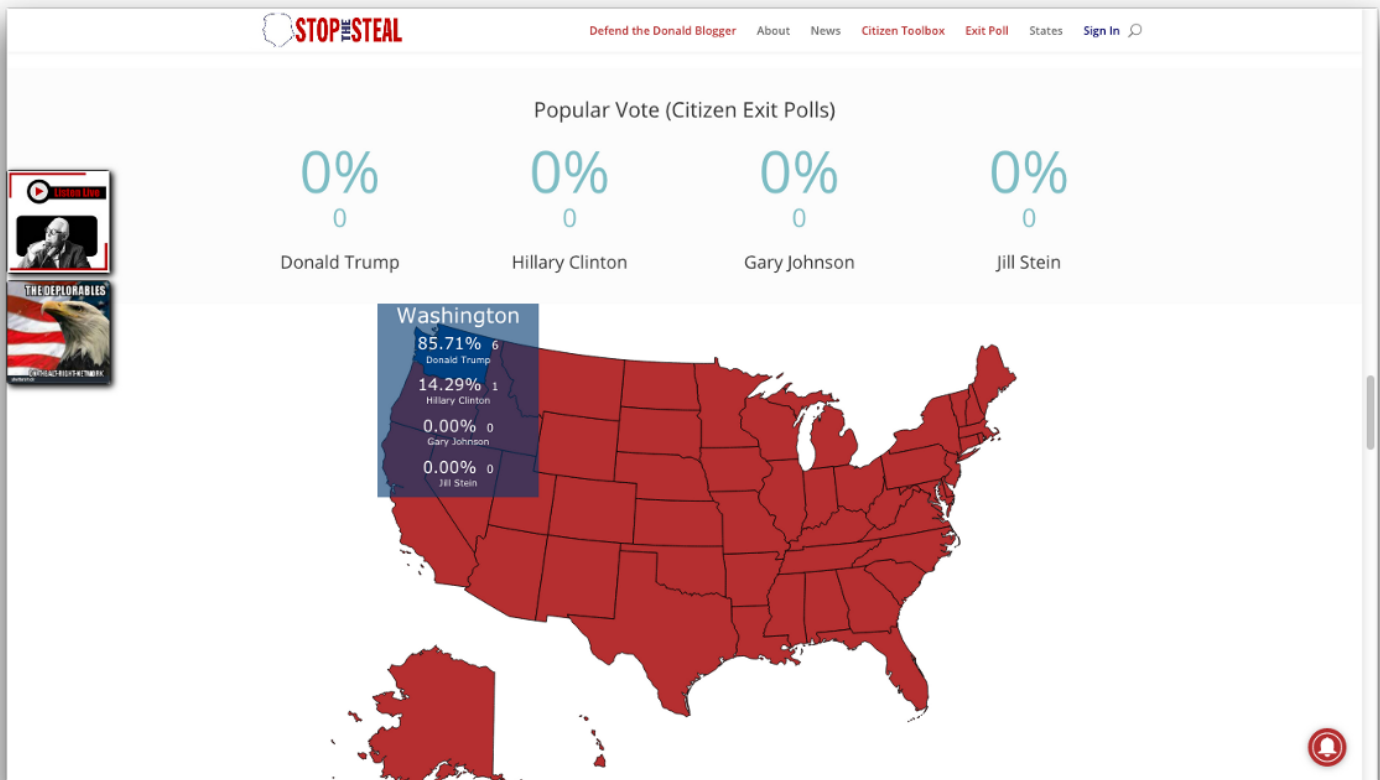 STOP THE STEAL
Defend the Donald Blogger About News Citizen Toolbox Exit Poll States Sign In
Popular Vote (Citizen Exit Polls)
0% 0% 0% 0%
0 0 0 0
Donald Trump Hillary Clinton Gary Johnson Jill Stein
Listen Live
THE DEPLORABLES
Washington
85.71% 6
Donald Trump
14.29% 1
Hillary Clinton
0.00% 0
Gary Johnson
0.00% 0
Jill Stein